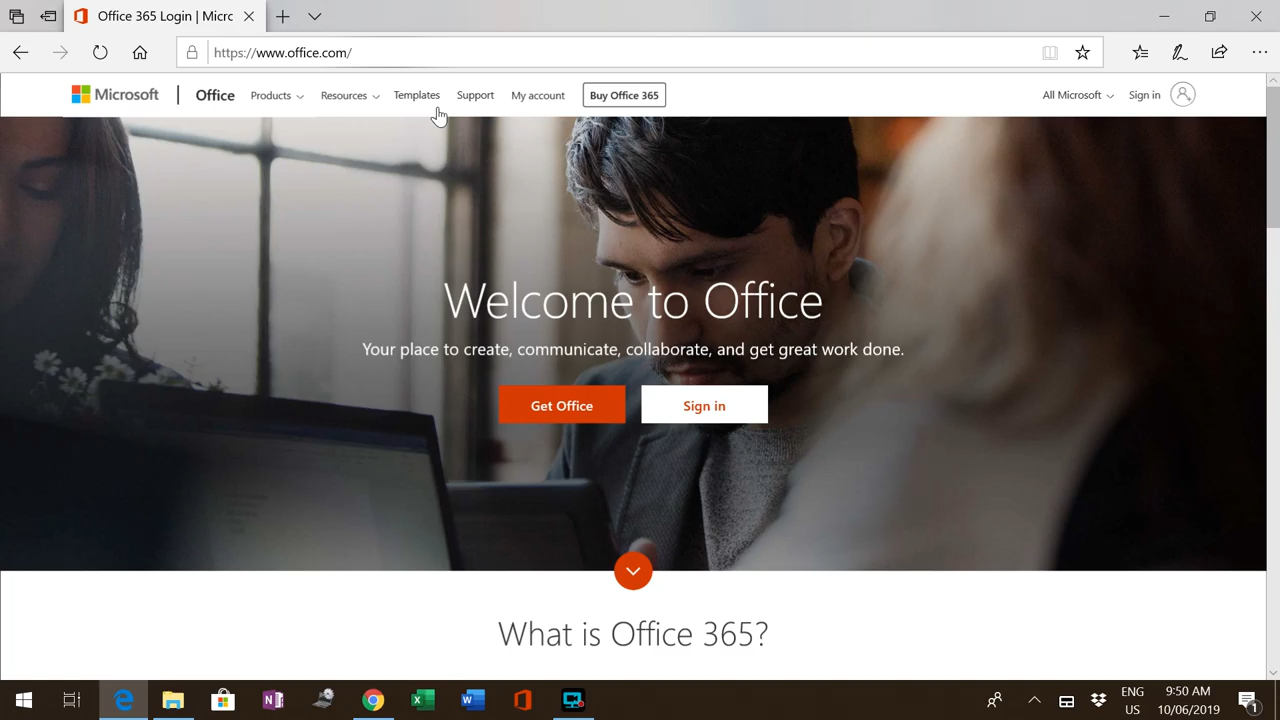 Office 365 Login | Micrc
https://www.office.com/
Microsoft Office Products Resources Templates Support My account Buy Office 365 All Microsoft Sign in
Welcome to Office
Your place to create, communicate, collaborate, and get great work done.
Get Office Sign in
What is Office 365?
ENG 9:50 AM
US 10/06/2019 1